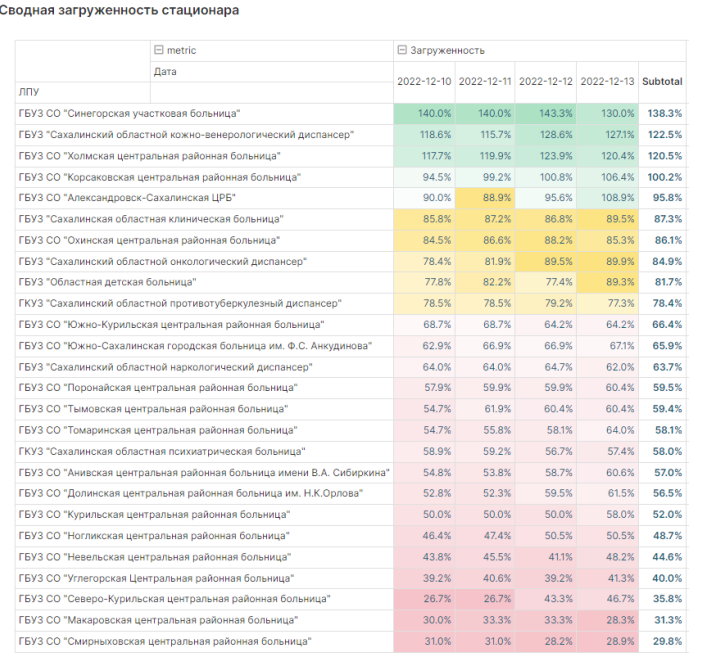 Сводная загруженность стационара
metric Загруженность
Дата
2022-12-10 2022-12-11 2022-12-12 2022-12-13 Subtotal
ЛПУ
ГБУЗ СО "Синегорская участковая больница" 140.0% 140.0% 143.3% 130.0% 138.3%
ГБУЗ "Сахалинский областной кожно-венерологический диспансер" 118.6% 115.7% 128.6% 127.1% 122.5%
ГБУЗ СО "Холмская центральная районная больница" 117.7% 119.9% 123.9% 120.4% 120.5%
ГБУЗ СО "Корсаковская центральная районная больница" 94.5% 99.2% 100.8% 106.4% 100.2%
ГБУЗ СО "Александровск-Сахалинская ЦРБ" 90.0% 88.9% 95.6% 108.9% 95.8%
ГБУЗ "Сахалинская областная клиническая больница" 85.8% 87.2% 86.8% 89.5% 87.3%
ГБУЗ СО "Охинская центральная районная больница" 84.5% 86.6% 88.2% 85.3% 86.1%
ГБУЗ "Сахалинский областной онкологический диспансер" 78.4% 81.9% 89.5% 89.9% 84.9%
ГБУЗ "Областная детская больница" 77.8% 82.2% 77.4% 89.3% 81.7%
ГКУЗ "Сахалинский областной противотуберкулезный диспансер" 78.5% 78.5% 79.2% 77.3% 78.4%
ГБУЗ СО "Южно-Курильская центральная районная больница" 68.7% 68.7% 64.2% 64.2% 66.4%
ГБУЗ СО "Южно-Сахалинская городская больница им. Ф.С. Анкудинова" 62.9% 66.9% 66.9% 67.1% 65.9%
ГБУЗ "Сахалинский областной наркологический диспансер" 64.0% 64.0% 64.7% 62.0% 63.7%
ГБУЗ СО "Поронайская центральная районная больница" 57.9% 59.9% 59.9% 60.4% 59.5%
ГБУЗ СО "Тымовская центральная районная больница" 54.7% 61.9% 60.4% 60.4% 59.4%
ГБУЗ СО "Томаринская центральная районная больница" 54.7% 55.8% 58.1% 64.0% 58.1%
ГКУЗ "Сахалинская областная психиатрическая больница" 58.9% 59.2% 56.7% 57.4% 58.0%
ГБУЗ СО "Анивская центральная районная больница имени В.А. Сибиркина" 54.8% 53.8% 58.7% 60.6% 57.0%
ГБУЗ СО "Долинская центральная районная больница им. Н.К.Орлова" 52.8% 52.3% 59.5% 61.5% 56.5%
ГБУЗ СО "Курильская центральная районная больница" 50.0% 50.0% 50.0% 58.0% 52.0%
ГБУЗ СО "Ногликская центральная районная больница" 46.4% 47.4% 50.5% 50.5% 48.7%
ГБУЗ СО "Невельская центральная районная больница" 43.8% 45.5% 41.1% 48.2% 44.6%
ГБУЗ СО "Углегорская Центральная районная больница" 39.2% 40.6% 39.2% 41.3% 40.0%
ГБУЗ СО "Северо-Курильская центральная районная больница" 26.7% 26.7% 43.3% 46.7% 35.8%
ГБУЗ СО "Макаровская центральная районная больница" 30.0% 33.3% 33.3% 28.3% 31.3%
ГБУЗ СО "Смирныховская центральная районная больница" 31.0% 31.0% 28.2% 28.9% 29.8%